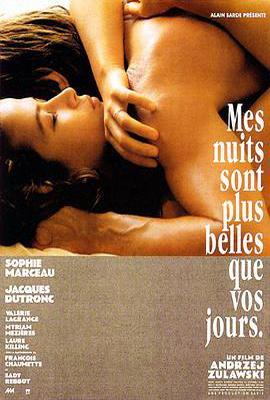 ALAIN SARDE PRÉSENTE
Mes
nuits
sont
plus
belles
que
vos
jours.
SOPHIE
MARCEAU
JACQUES
DUTRONC
VALÉRIE
LAGRANGE
MYRIAM
MEZIÈRES
LAURE
KILLING
FRANÇOIS
CHAUMETTE
SADY
REBBOT
UN FILM DE
ANDRZEJ
ZULAWSKI